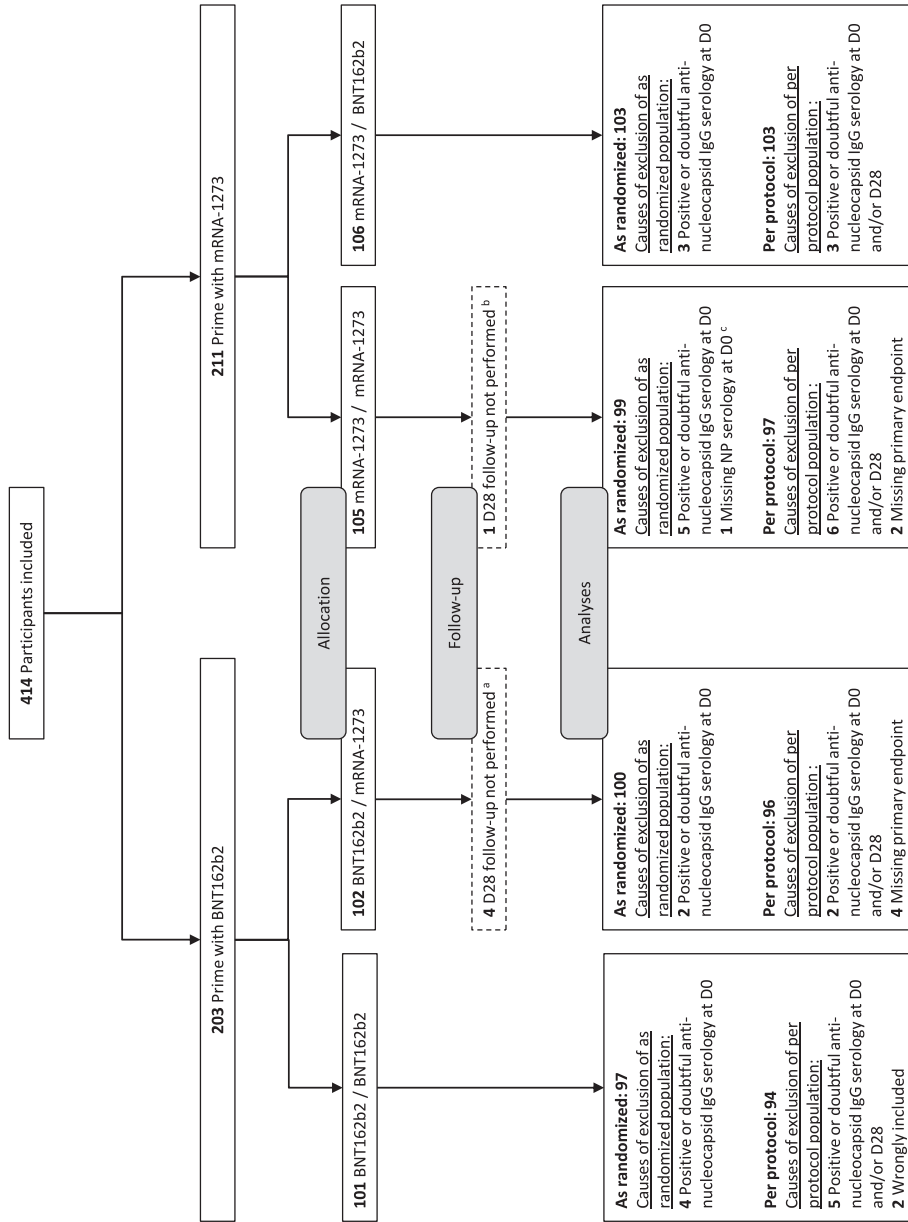 414 Participants included
203 Prime with BNT162b2
211 Prime with mRNA-1273
Allocation
101 BNT162b2 / BNT162b2
102 BNT162b2 / mRNA-1273
105 mRNA-1273 / mRNA-1273
106 mRNA-1273 / BNT162b2
Follow-up
4 D28 follow-up not performed a
1 D28 follow-up not performed b
Analyses
As randomized: 97
Causes of exclusion of as
randomized population:
4 Positive or doubtful anti-
nucleocapsid IgG serology at D0
Per protocol: 94
Causes of exclusion of per
protocol population:
5 Positive or doubtful anti-
nucleocapsid IgG serology at D0
and/or D28
2 Wrongly included
As randomized: 100
Causes of exclusion of as
randomized population:
2 Positive or doubtful anti-
nucleocapsid IgG serology at D0
Per protocol: 96
Causes of exclusion of per
protocol population :
2 Positive or doubtful anti-
nucleocapsid IgG serology at D0
and/or D28
4 Missing primary endpoint
As randomized: 99
Causes of exclusion of as
randomized population:
5 Positive or doubtful anti-
nucleocapsid IgG serology at D0
1 Missing NP serology at D0 c
Per protocol: 97
Causes of exclusion of per
protocol population :
6 Positive or doubtful anti-
nucleocapsid IgG serology at D0
and/or D28
2 Missing primary endpoint
As randomized: 103
Causes of exclusion of as
randomized population:
3 Positive or doubtful anti-
nucleocapsid IgG serology at D0
Per protocol: 103
Causes of exclusion of per
protocol population :
3 Positive or doubtful anti-
nucleocapsid IgG serology at D0
and/or D28